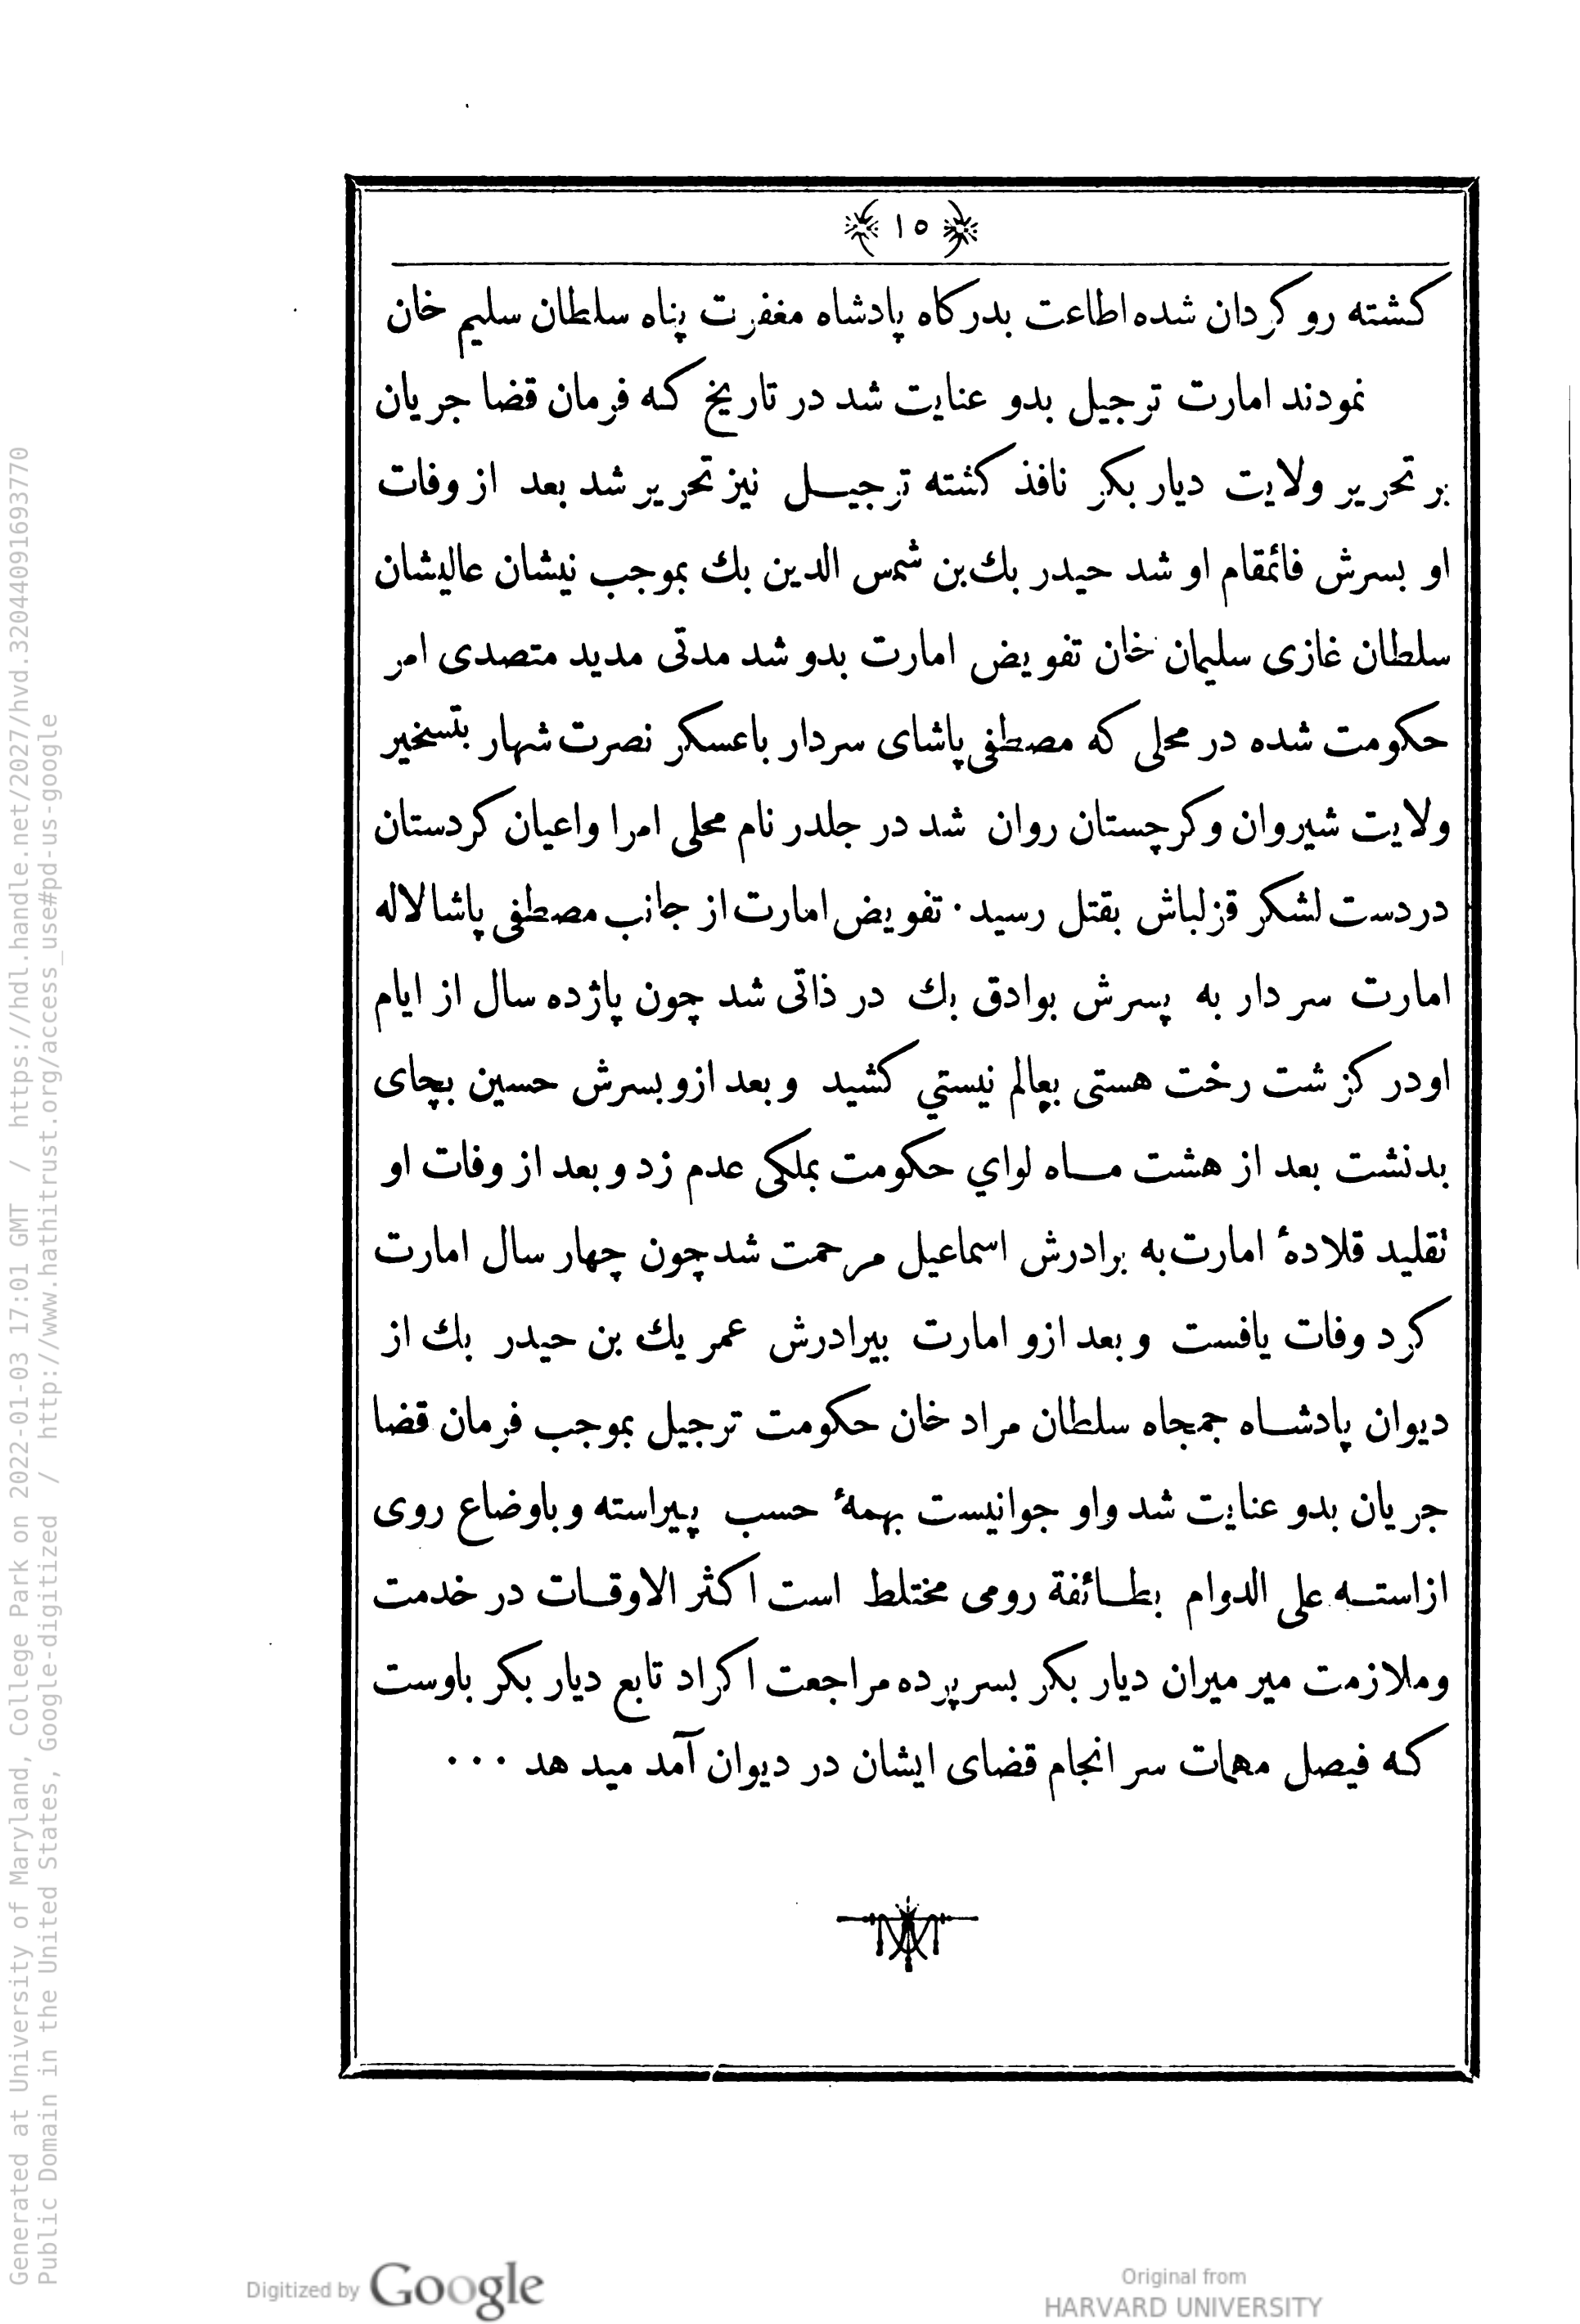 ١٥
كشته رو كردان شده اطاعت بدركاه پادشاه مغفرت پناه سلطان سليم خان
نمودند امارت ترجيل بدو عنايت شد در تاريخ كه فرمان قضا جريان
بر تحرير ولايت ديار بكر نافذ كشته ترجيل نيز تحرير شد بعد از وفات
او بسرش فائمقام او شد حيدر بك بن شمس الدين بك بموجب نيشان عاليشان
سلطان غازى سليمان خان تفويض امارت بدو شد مدتى مديد متصدى امر
حكومت شده در محلى كه مصطفى پاشاى سردار باعسكر نصرت شهار بتسخير
ولايت شيروان وكرچستان روان شد در جلدر نام محلى امرا واعيان كردستان
دردست لشكر قزلباش بقتل رسيد · تفويض امارت از جانب مصطفى پاشا لاله
امارت سردار به پسرش بوادق بك در ذاتى شد چون پاژده سال از ايام
اودر كز شت رخت هستى بعالم نيستي كشيد وبعد ازو بسرش حسين بجاى
بدنشت بعد از هشت ماه لواي حكومت بملكى عدم زد و بعد از وفات او
تقليد قلادهٔ امارت به برادرش اسماعيل مرحمت شد چون چهار سال امارت
كرد وفات يافست وبعد ازو امارت بيرادرش عمر يك بن حيدر بك از
ديوان پادشاه جمجاه سلطان مراد خان حكومت ترجيل بموجب فرمان قضا
جريان بدو عنايت شد واو جوانيست بهمهٔ حسب پيراسته وباوضاع روى
ازاسته على الدوام بطائفة رومى مختلط است اكثر الاوقات در خدمت
وملازمت مير ميران ديار بكر بسر پرده مراجعت اكراد تابع ديار بكر باوست
كه فيصل مهمات سر انجام قضاى ايشان در ديوان آمد ميد هد ···
Generated at University of Maryland, College Park on 2022-01-03 17:01 GMT / https://hdl.handle.net/2027/hvd.32044091693770
Public Domain in the United States, Google-digitized / http://www.hathitrust.org/access_use#pd-us-google
Digitized by Google
Original from
HARVARD UNIVERSITY